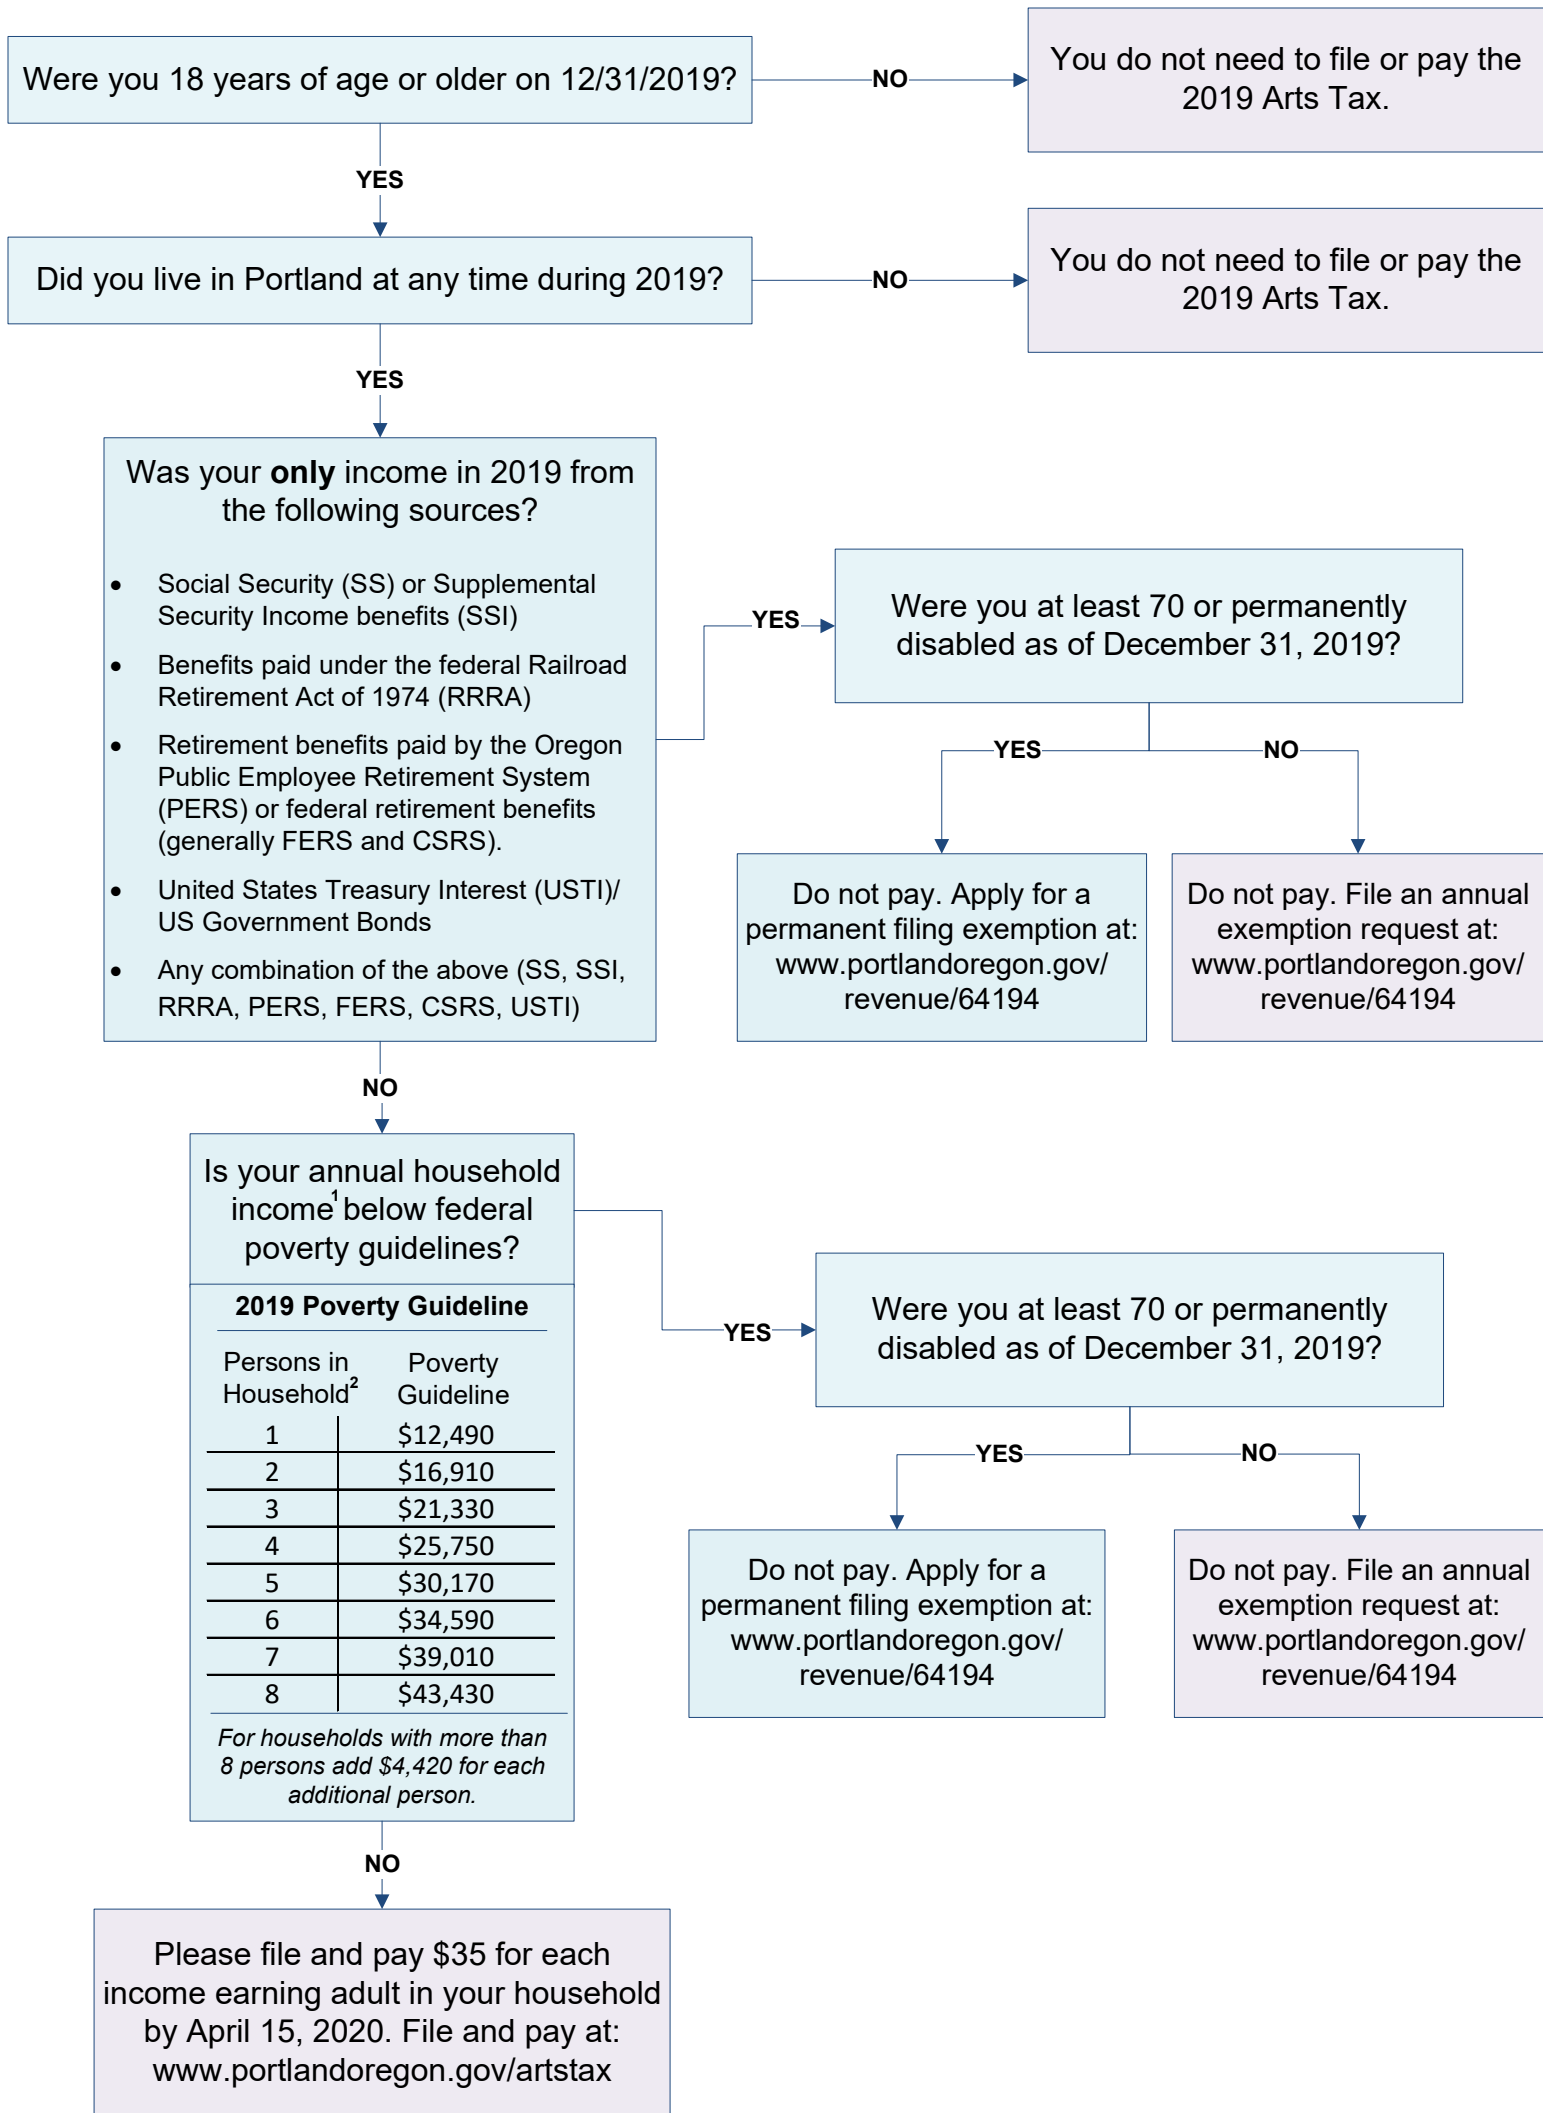 Were you 18 years of age or older on 12/31/2019?
NO
You do not need to file or pay the
2019 Arts Tax.
YES
Did you live in Portland at any time during 2019?
NO
You do not need to file or pay the
2019 Arts Tax.
YES
Was your only income in 2019 from
the following sources?
• Social Security (SS) or Supplemental
Security Income benefits (SSI)
• Benefits paid under the federal Railroad
Retirement Act of 1974 (RRRA)
• Retirement benefits paid by the Oregon
Public Employee Retirement System
(PERS) or federal retirement benefits
(generally FERS and CSRS).
• United States Treasury Interest (USTI)/
US Government Bonds
• Any combination of the above (SS, SSI,
RRRA, PERS, FERS, CSRS, USTI)
YES
Were you at least 70 or permanently
disabled as of December 31, 2019?
YES
NO
Do not pay. Apply for a
permanent filing exemption at:
www.portlandoregon.gov/
revenue/64194
Do not pay. File an annual
exemption request at:
www.portlandoregon.gov/
revenue/64194
NO
Is your annual household
income¹ below federal
poverty guidelines?
2019 Poverty Guideline
Persons in Poverty
Household² Guideline
1 $12,490
2 $16,910
3 $21,330
4 $25,750
5 $30,170
6 $34,590
7 $39,010
8 $43,430
For households with more than
8 persons add $4,420 for each
additional person.
YES
Were you at least 70 or permanently
disabled as of December 31, 2019?
YES
NO
Do not pay. Apply for a
permanent filing exemption at:
www.portlandoregon.gov/
revenue/64194
Do not pay. File an annual
exemption request at:
www.portlandoregon.gov/
revenue/64194
NO
Please file and pay $35 for each
income earning adult in your household
by April 15, 2020. File and pay at:
www.portlandoregon.gov/artstax